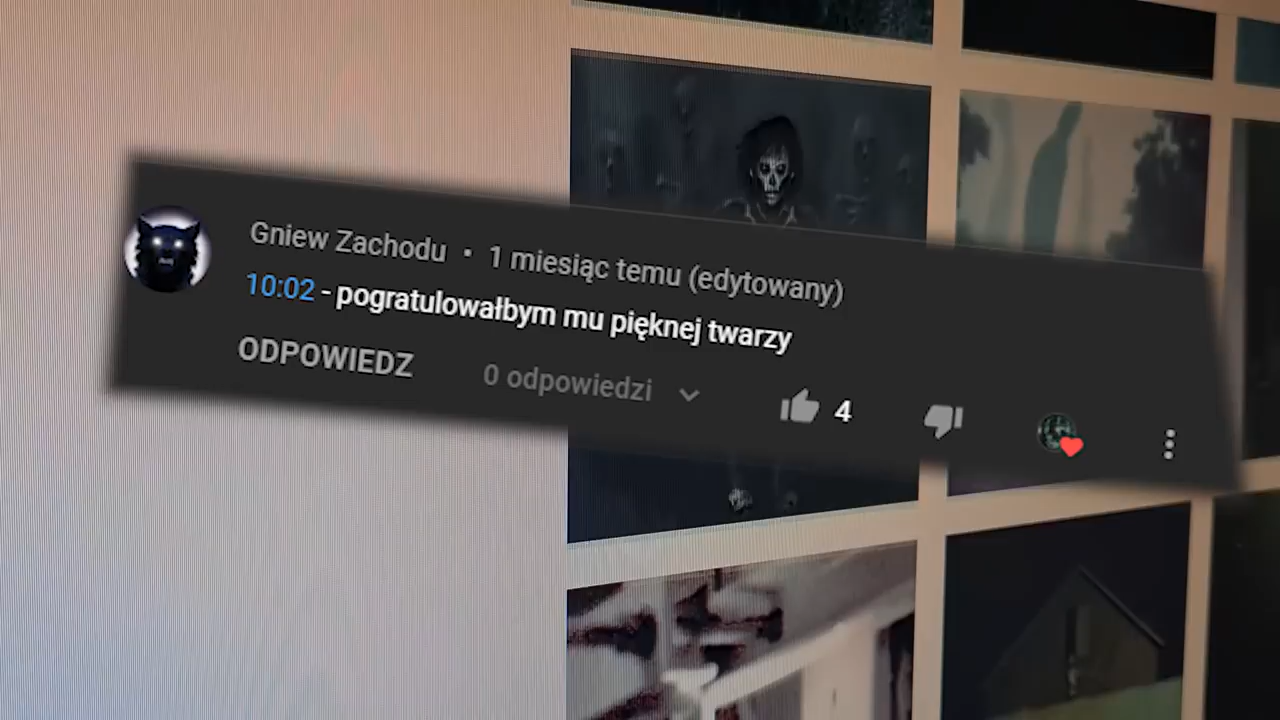 Gniew Zachodu • 1 miesiąc temu (edytowany)
10:02 - pogratulowałbym mu pięknej twarzy
ODPOWIEDZ 0 odpowiedzi 4